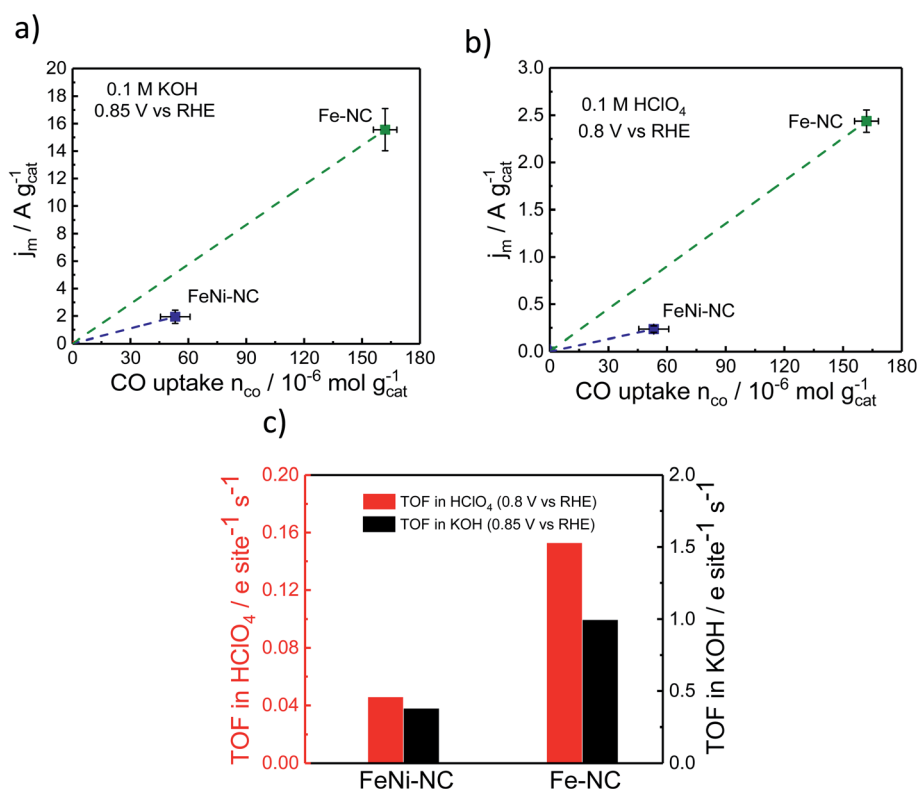 a)
20
18
16
14
12
10
8
6
4
2
0
0.1 M KOH
0.85 V vs RHE
Fe-NC
FeNi-NC
j_m / A g_cat^-1
0 30 60 90 120 150 180
CO uptake n_co / 10^-6 mol g_cat^-1
b)
3.0
2.5
2.0
1.5
1.0
0.5
0.0
0.1 M HClO₄
0.8 V vs RHE
Fe-NC
FeNi-NC
j_m / A g_cat^-1
0 30 60 90 120 150 180
CO uptake n_co / 10^-6 mol g_cat^-1
c)
0.20
0.16
0.12
0.08
0.04
0.00
TOF in HClO₄ / e site^-1 s^-1
TOF in HClO₄ (0.8 V vs RHE)
TOF in KOH (0.85 V vs RHE)
2.0
1.5
1.0
0.5
0.0
TOF in KOH / e site^-1 s^-1
FeNi-NC Fe-NC